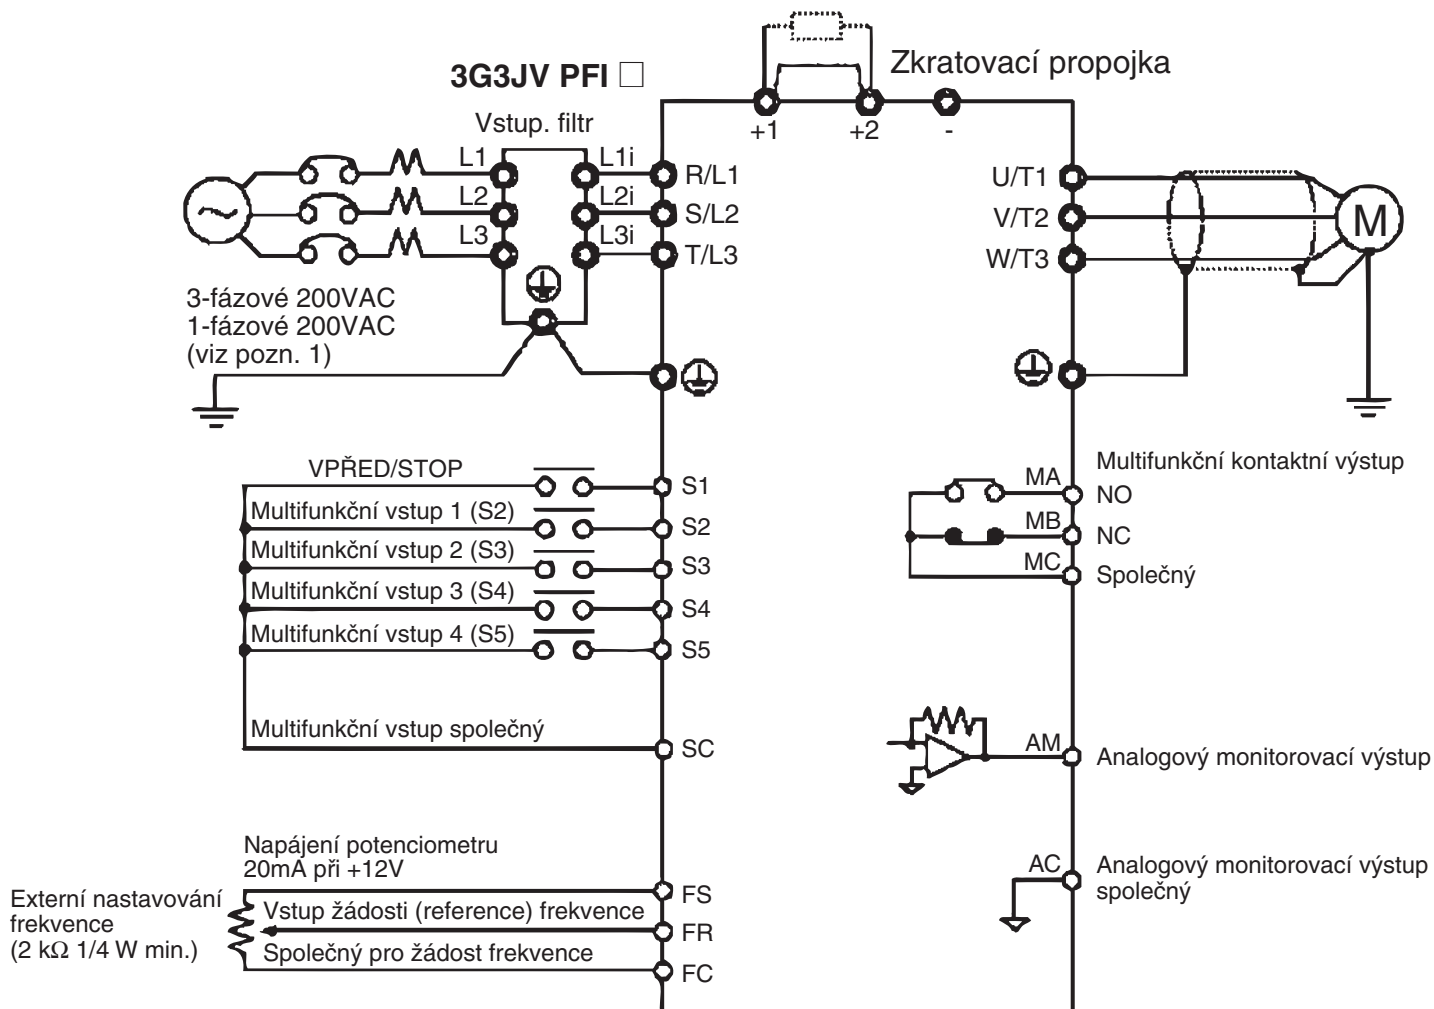 3G3JV PFI □
Zkratovací propojka
+1
+2
-
Vstup. filtr
L1
L1i
R/L1
L2
L2i
S/L2
L3
L3i
T/L3
U/T1
V/T2
W/T3
M
3-fázové 200VAC
1-fázové 200VAC
(viz pozn. 1)
VPŘED/STOP
S1
Multifunkční vstup 1 (S2)
S2
Multifunkční vstup 2 (S3)
S3
Multifunkční vstup 3 (S4)
S4
Multifunkční vstup 4 (S5)
S5
Multifunkční vstup společný
SC
Multifunkční kontaktní výstup
MA
NO
MB
NC
MC
Společný
AM
Analogový monitorovací výstup
AC
Analogový monitorovací výstup
společný
Napájení potenciometru
20mA při +12V
FS
Externí nastavování
frekvence
(2 kΩ 1/4 W min.)
Vstup žádosti (reference) frekvence
FR
Společný pro žádost frekvence
FC